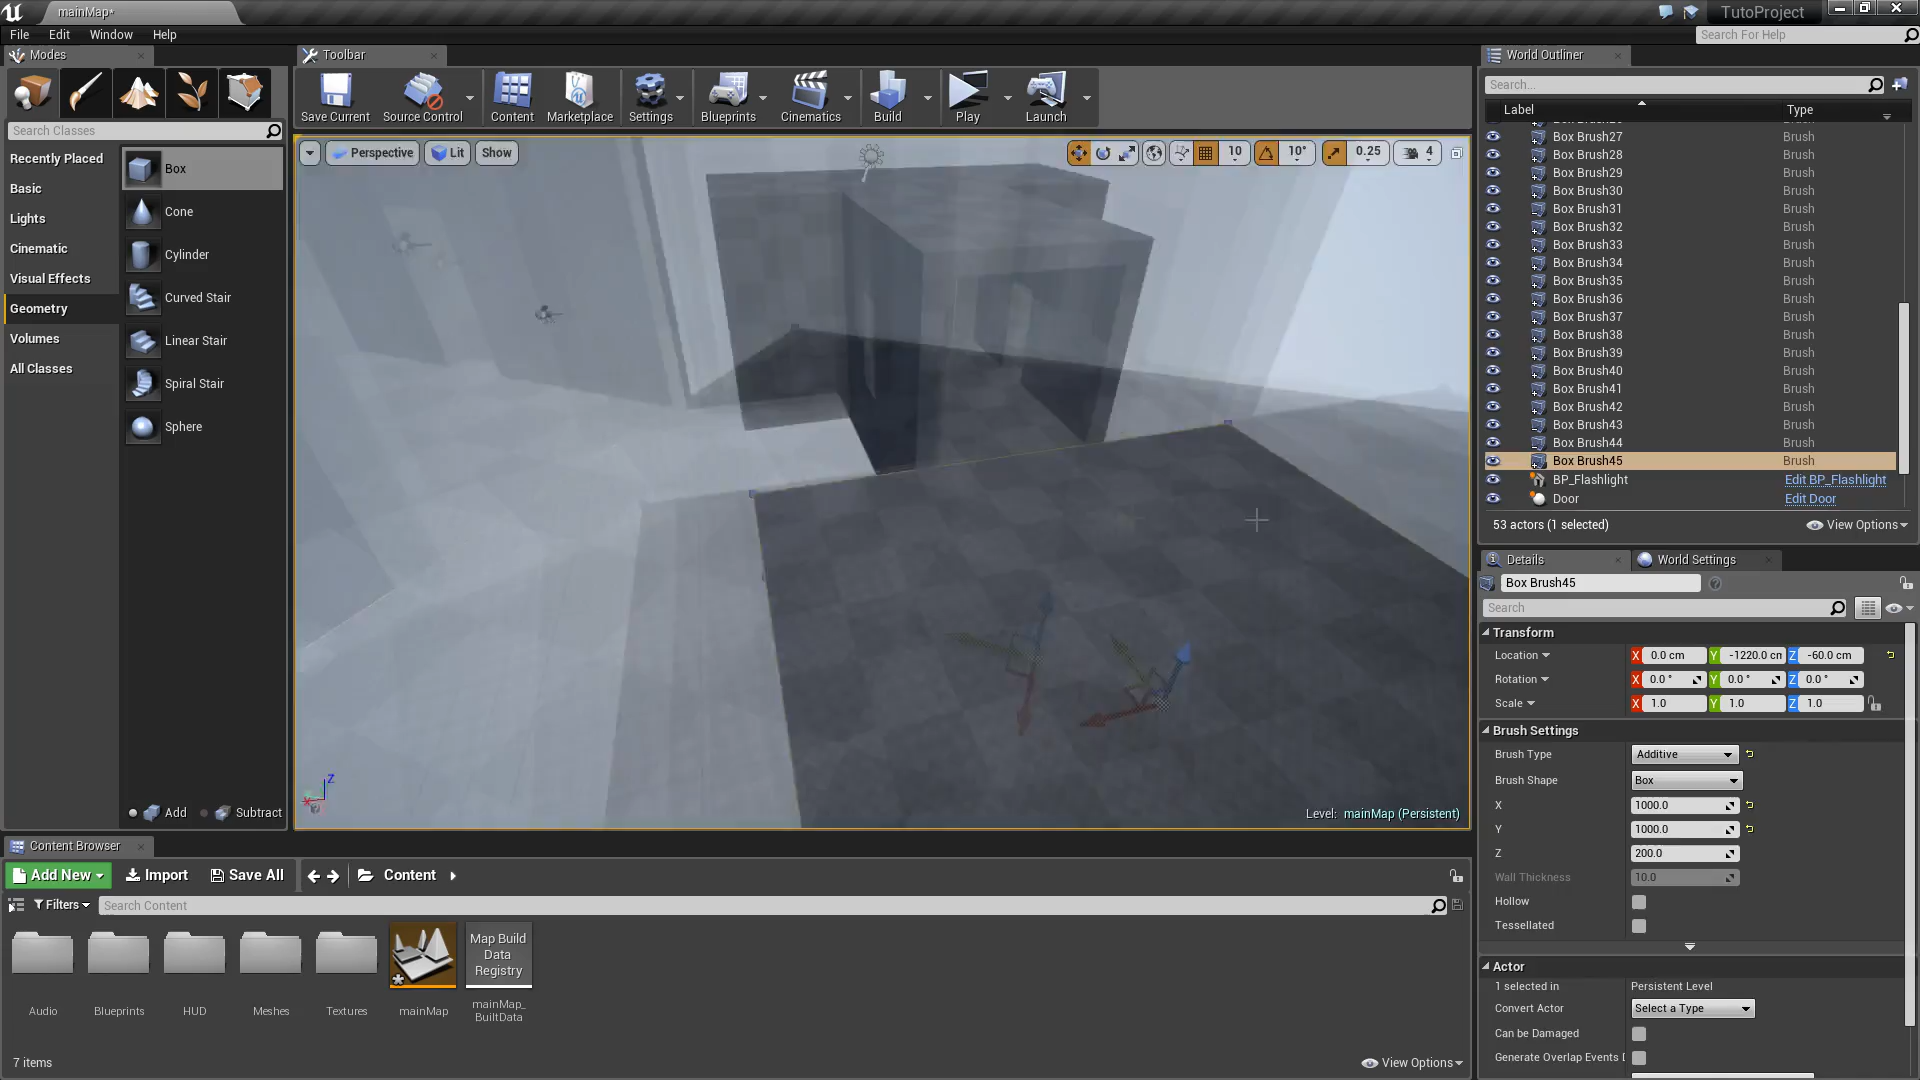 mainMap*
TutoProject
File Edit Window Help
Search For Help
Modes
Toolbar
World Outliner
Save Current
Source Control
Content
Marketplace
Settings
Blueprints
Cinematics
Build
Play
Launch
Search...
Label Type
Search Classes
Recently Placed
Basic
Lights
Cinematic
Visual Effects
Geometry
Volumes
All Classes
Box
Cone
Cylinder
Curved Stair
Linear Stair
Spiral Stair
Sphere
Add Subtract
Perspective Lit Show
10 10° 0.25 4
Level: mainMap (Persistent)
Box Brush27 Brush
Box Brush28 Brush
Box Brush29 Brush
Box Brush30 Brush
Box Brush31 Brush
Box Brush32 Brush
Box Brush33 Brush
Box Brush34 Brush
Box Brush35 Brush
Box Brush36 Brush
Box Brush37 Brush
Box Brush38 Brush
Box Brush39 Brush
Box Brush40 Brush
Box Brush41 Brush
Box Brush42 Brush
Box Brush43 Brush
Box Brush44 Brush
Box Brush45 Brush
BP_Flashlight Edit BP_Flashlight
Door Edit Door
53 actors (1 selected) View Options
Details World Settings
Box Brush45
Search
Transform
Location X 0.0 cm Y -1220.0 cm Z -60.0 cm
Rotation X 0.0 ° Y 0.0 ° Z 0.0 °
Scale X 1.0 Y 1.0 Z 1.0
Brush Settings
Brush Type Additive
Brush Shape Box
X 1000.0
Y 1000.0
Z 200.0
Wall Thickness 10.0
Hollow
Tessellated
Actor
1 selected in Persistent Level
Convert Actor Select a Type
Can be Damaged
Generate Overlap Events
Content Browser
Add New Import Save All Content
Filters Search Content
Map Build
Data
Registry
Audio
Blueprints
HUD
Meshes
Textures
mainMap
mainMap_
BuiltData
7 items
View Options
Z